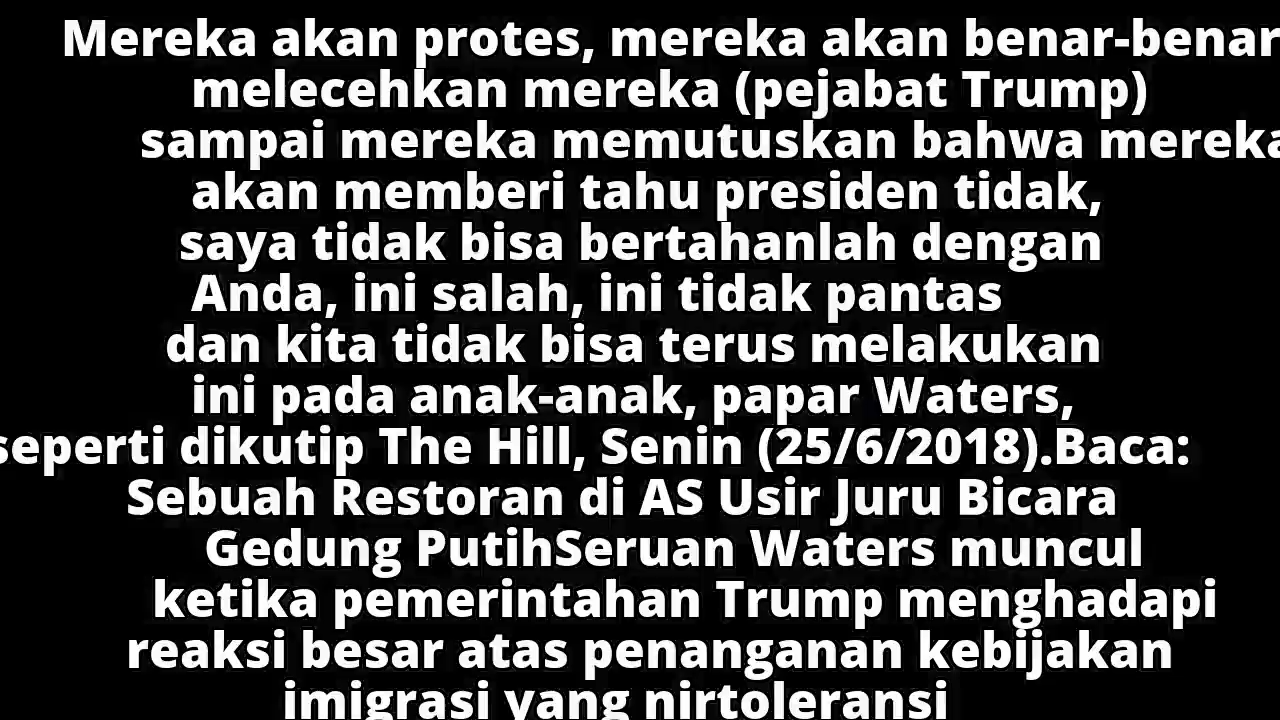 Mereka akan protes, mereka akan benar-benar
melecehkan mereka (pejabat Trump)
sampai mereka memutuskan bahwa mereka
akan memberi tahu presiden tidak,
saya tidak bisa bertahanlah dengan
Anda, ini salah, ini tidak pantas
dan kita tidak bisa terus melakukan
ini pada anak-anak, papar Waters,
seperti dikutip The Hill, Senin (25/6/2018).Baca:
Sebuah Restoran di AS Usir Juru Bicara
Gedung PutihSeruan Waters muncul
ketika pemerintahan Trump menghadapi
reaksi besar atas penanganan kebijakan
imigrasi yang nirtoleransi